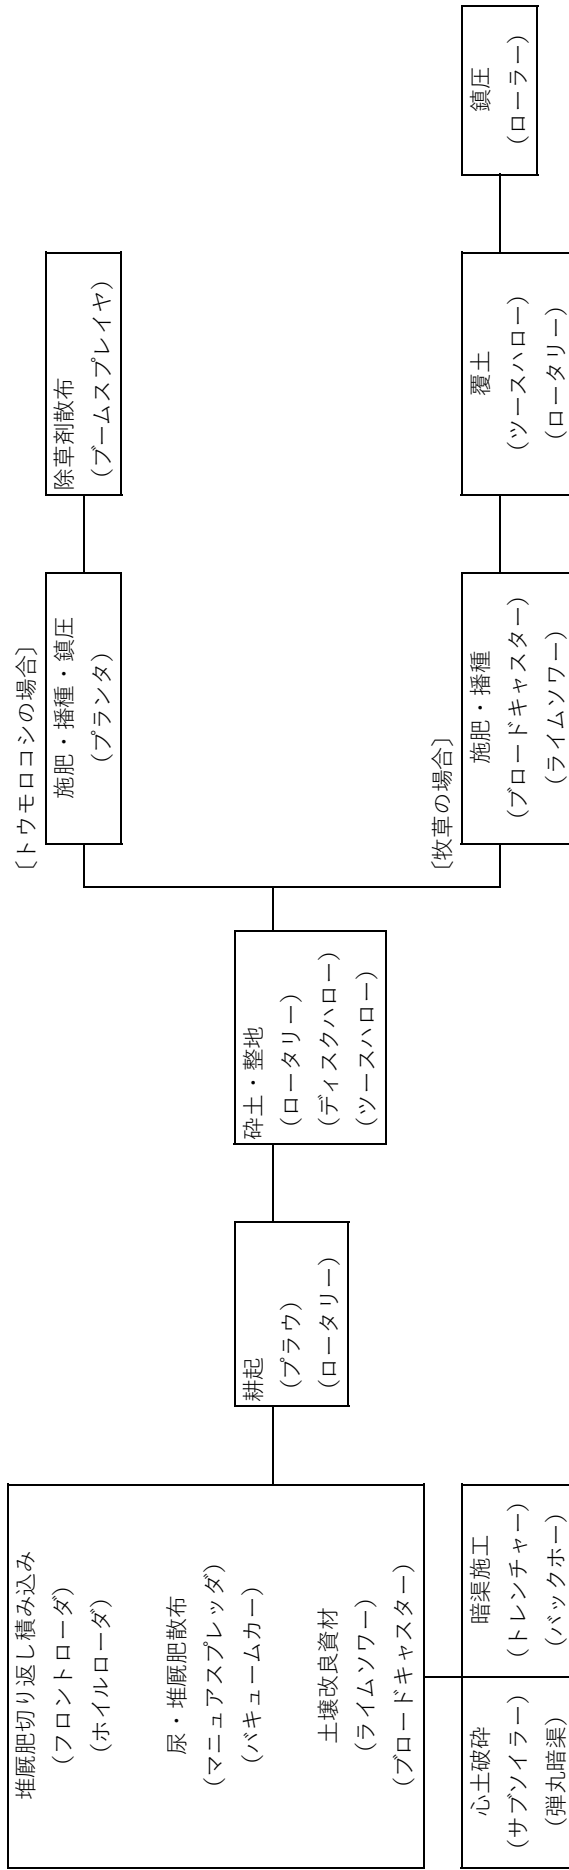 堆厩肥切り返し積み込み
(フロントローダ)
(ホイルローダ)
尿・堆厩肥散布
(マニュアスプレッダ)
(バキュームカー)
土壌改良資材
(ライムソワー)
(ブロードキャスター)
心土破砕
(サブソイラー)
(弾丸暗渠)
暗渠施工
(トレンチャー)
(バックホー)
耕起
(プラウ)
(ロータリー)
砕土・整地
(ロータリー)
(ディスクハロー)
(ツースハロー)
〔トウモロコシの場合〕
施肥・播種・鎮圧
(プランタ)
除草剤散布
(ブームスプレイヤ)
〔牧草の場合〕
施肥・播種
(ブロードキャスター)
(ライムソワー)
覆土
(ツースハロー)
(ロータリー)
鎮圧
(ローラー)